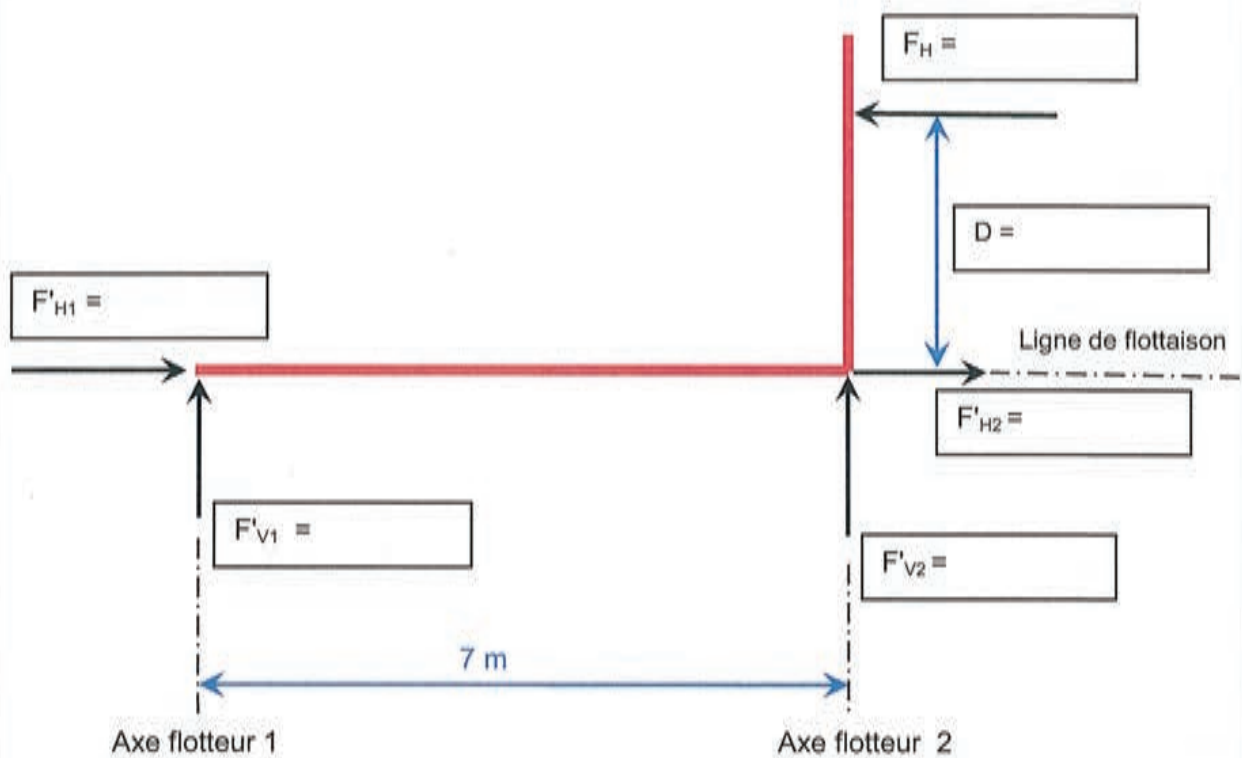 F_H =
D =
F'_H1 =
Ligne de flottaison
F'_H2 =
F'_V1 =
F'_V2 =
7 m
Axe flotteur 1
Axe flotteur 2